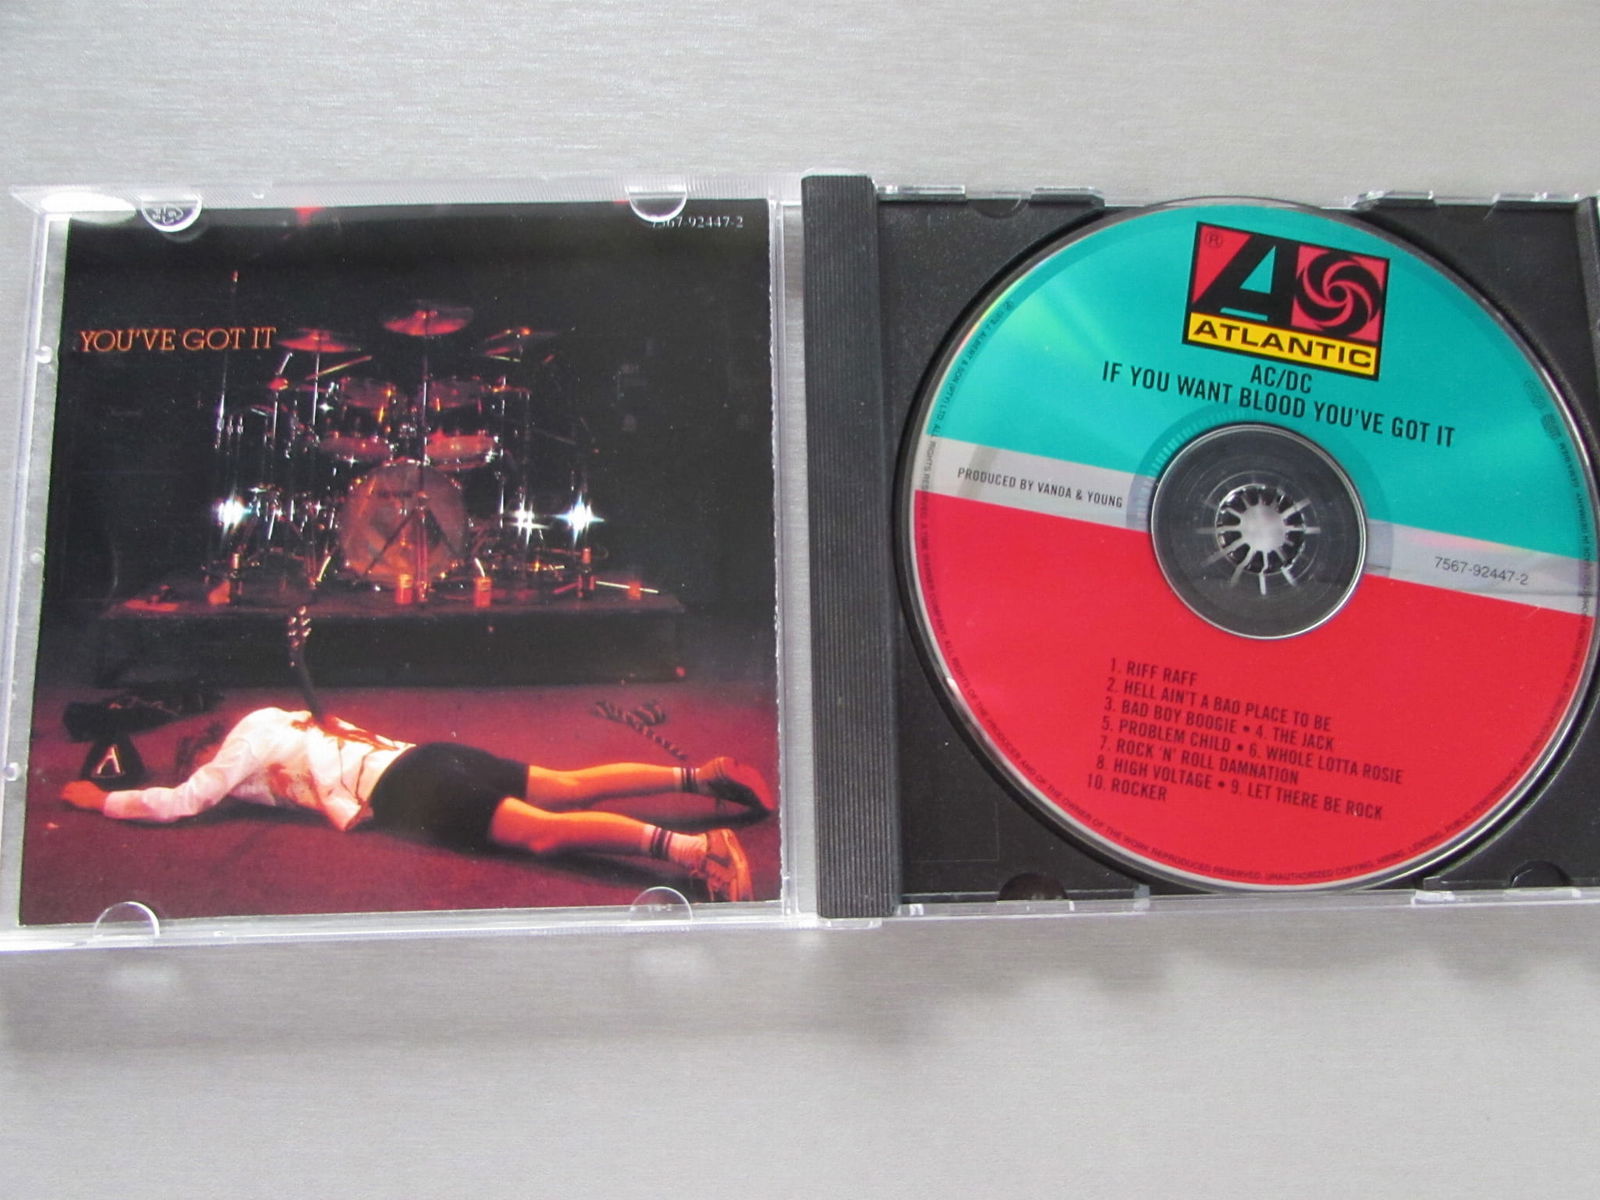 7567-92447-2
YOU'VE GOT IT
®
ATLANTIC
AC/DC
IF YOU WANT BLOOD YOU'VE GOT IT
PRODUCED BY VANDA & YOUNG
7567-92447-2
1. RIFF RAFF
2. HELL AIN'T A BAD PLACE TO BE
3. BAD BOY BOOGIE • 4. THE JACK
5. PROBLEM CHILD • 6. WHOLE LOTTA ROSIE
7. ROCK 'N' ROLL DAMNATION
8. HIGH VOLTAGE • 9. LET THERE BE ROCK
10. ROCKER